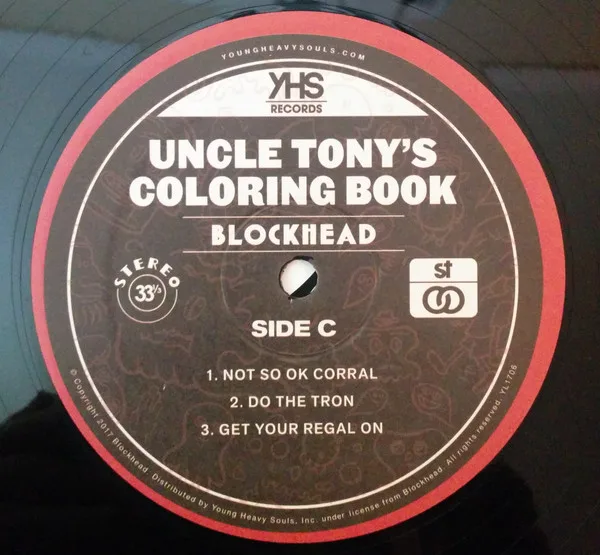 YOUNGHEAVYSOULS.COM
YHS
RECORDS
UNCLE TONY'S
COLORING BOOK
BLOCKHEAD
STEREO
33⅓
st
SIDE C
1. NOT SO OK CORRAL
2. DO THE TRON
3. GET YOUR REGAL ON
© Copyright 2017 Blockhead. Distributed by Young Heavy Souls, Inc. under license from Blockhead. All rights reserved. YL1706